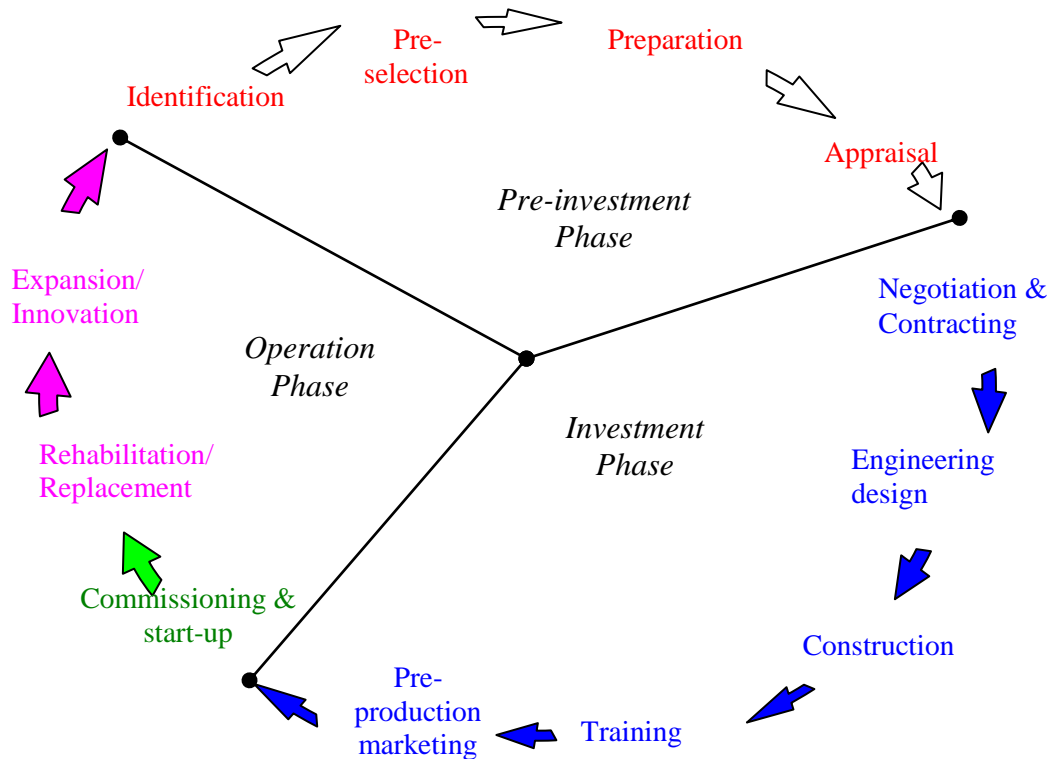 Identification
Pre-
selection
Preparation
Appraisal
Pre-investment
Phase
Negotiation &
Contracting
Engineering
design
Construction
Training
Pre-
production
marketing
Investment
Phase
Commissioning &
start-up
Rehabilitation/
Replacement
Expansion/
Innovation
Operation
Phase